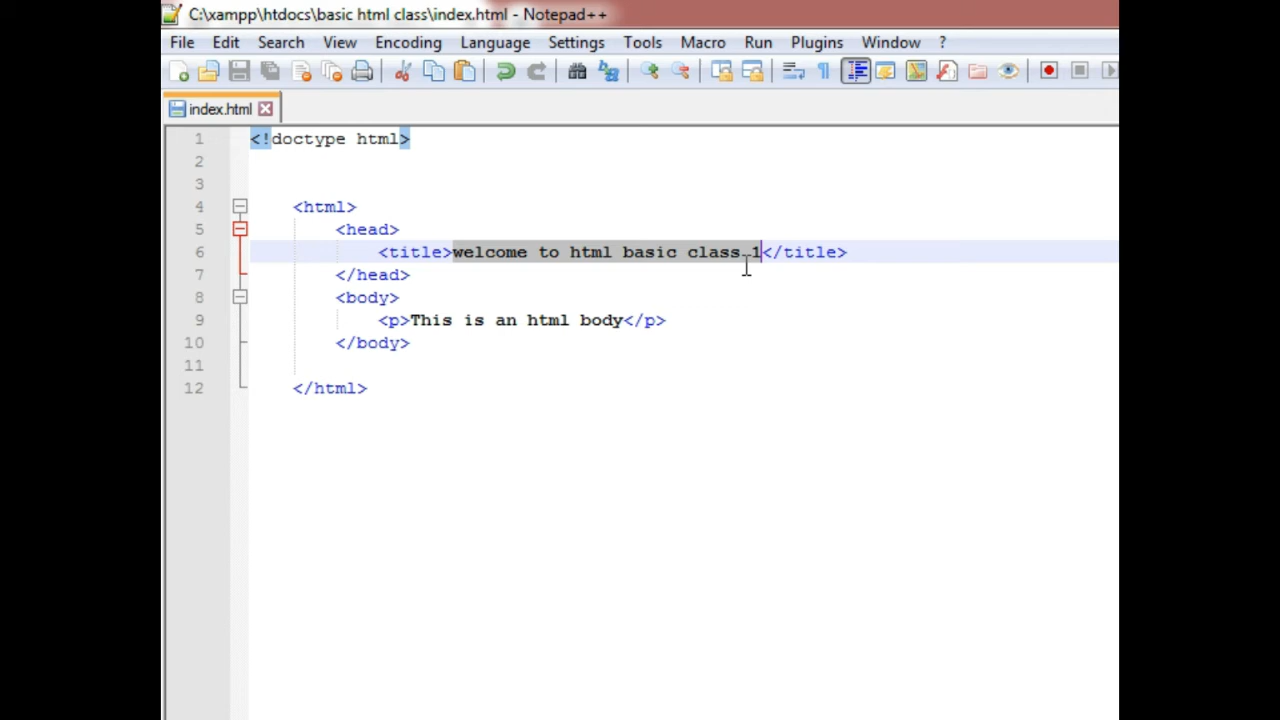 C:\xampp\htdocs\basic html class\index.html - Notepad++
File Edit Search View Encoding Language Settings Tools Macro Run Plugins Window ?
index.html
1 <!doctype html>
2
3
4 <html>
5 <head>
6 <title>welcome to html basic class 1</title>
7 </head>
8 <body>
9 <p>This is an html body</p>
10 </body>
11
12 </html>